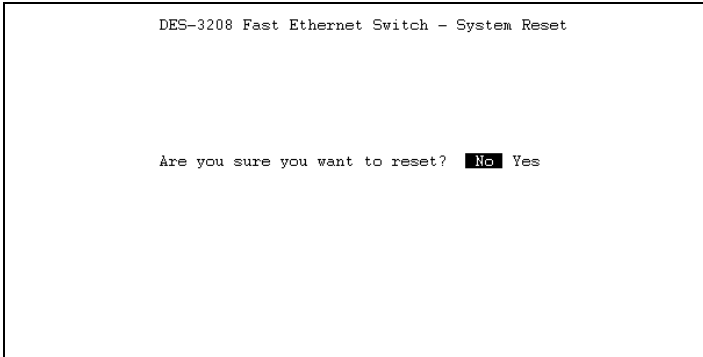 DES-3208 Fast Ethernet Switch - System Reset
Are you sure you want to reset? No Yes